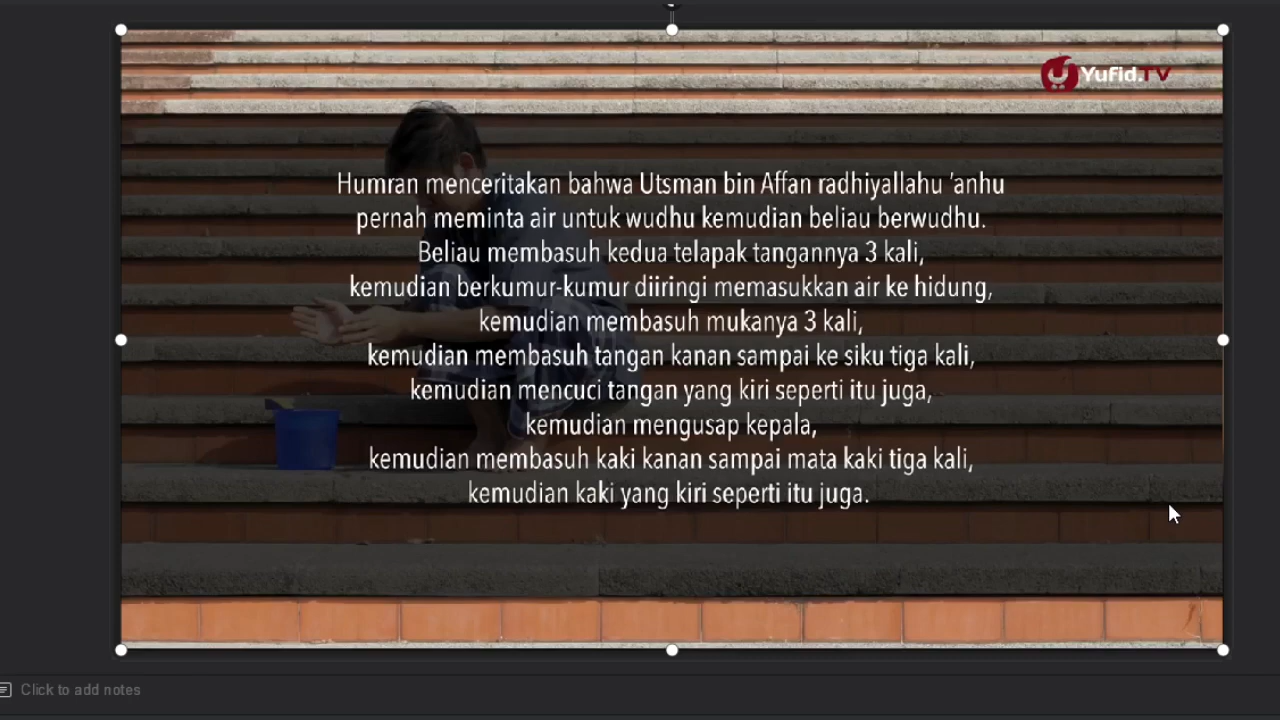 Yufid.TV
Humran menceritakan bahwa Utsman bin Affan radhiyallahu 'anhu
pernah meminta air untuk wudhu kemudian beliau berwudhu.
Beliau membasuh kedua telapak tangannya 3 kali,
kemudian berkumur-kumur diiringi memasukkan air ke hidung,
kemudian membasuh mukanya 3 kali,
kemudian membasuh tangan kanan sampai ke siku tiga kali,
kemudian mencuci tangan yang kiri seperti itu juga,
kemudian mengusap kepala,
kemudian membasuh kaki kanan sampai mata kaki tiga kali,
kemudian kaki yang kiri seperti itu juga.
Click to add notes